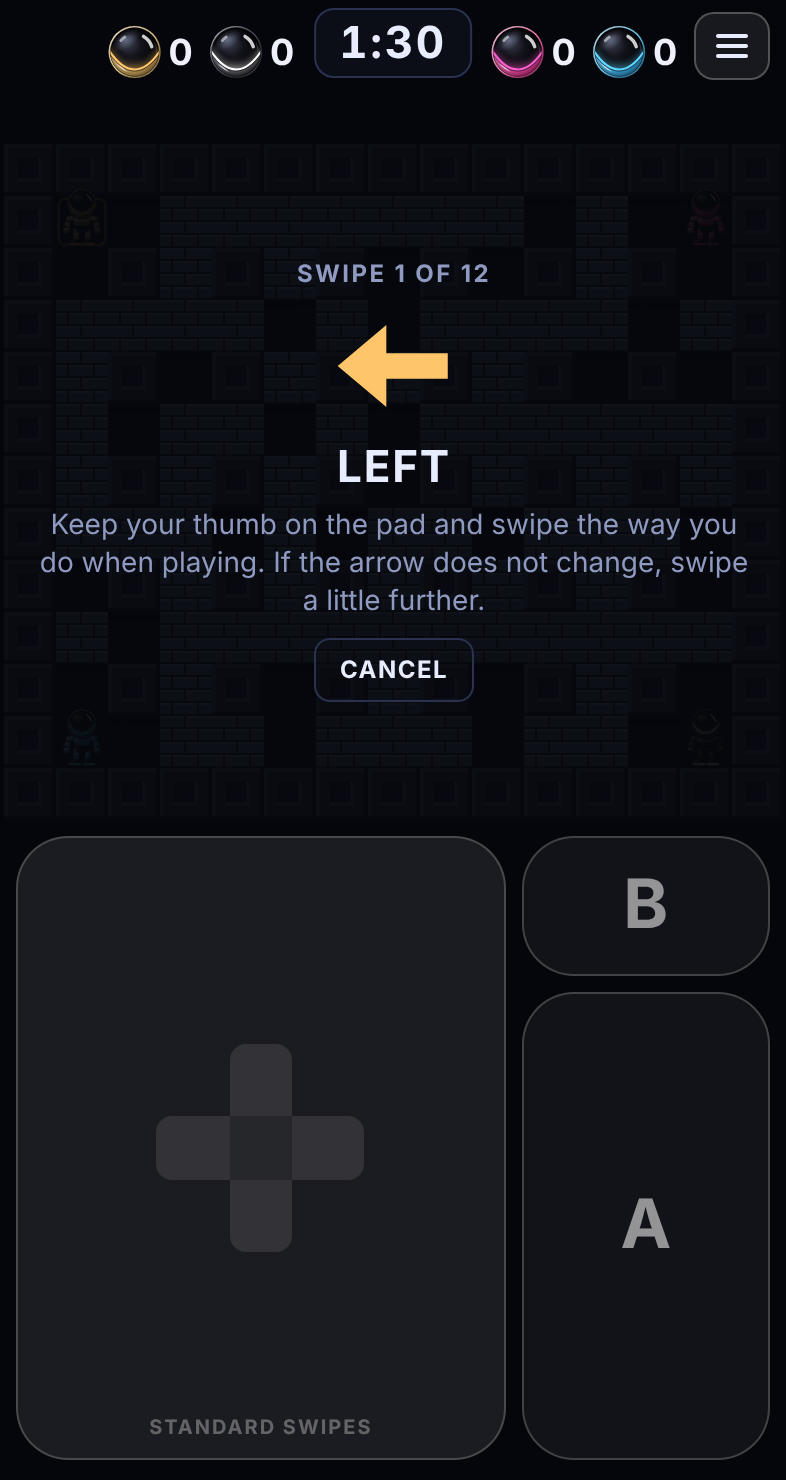 0 0 1:30 0 0
SWIPE 1 OF 12
LEFT
Keep your thumb on the pad and swipe the way you
do when playing. If the arrow does not change, swipe
a little further.
CANCEL
B
A
STANDARD SWIPES